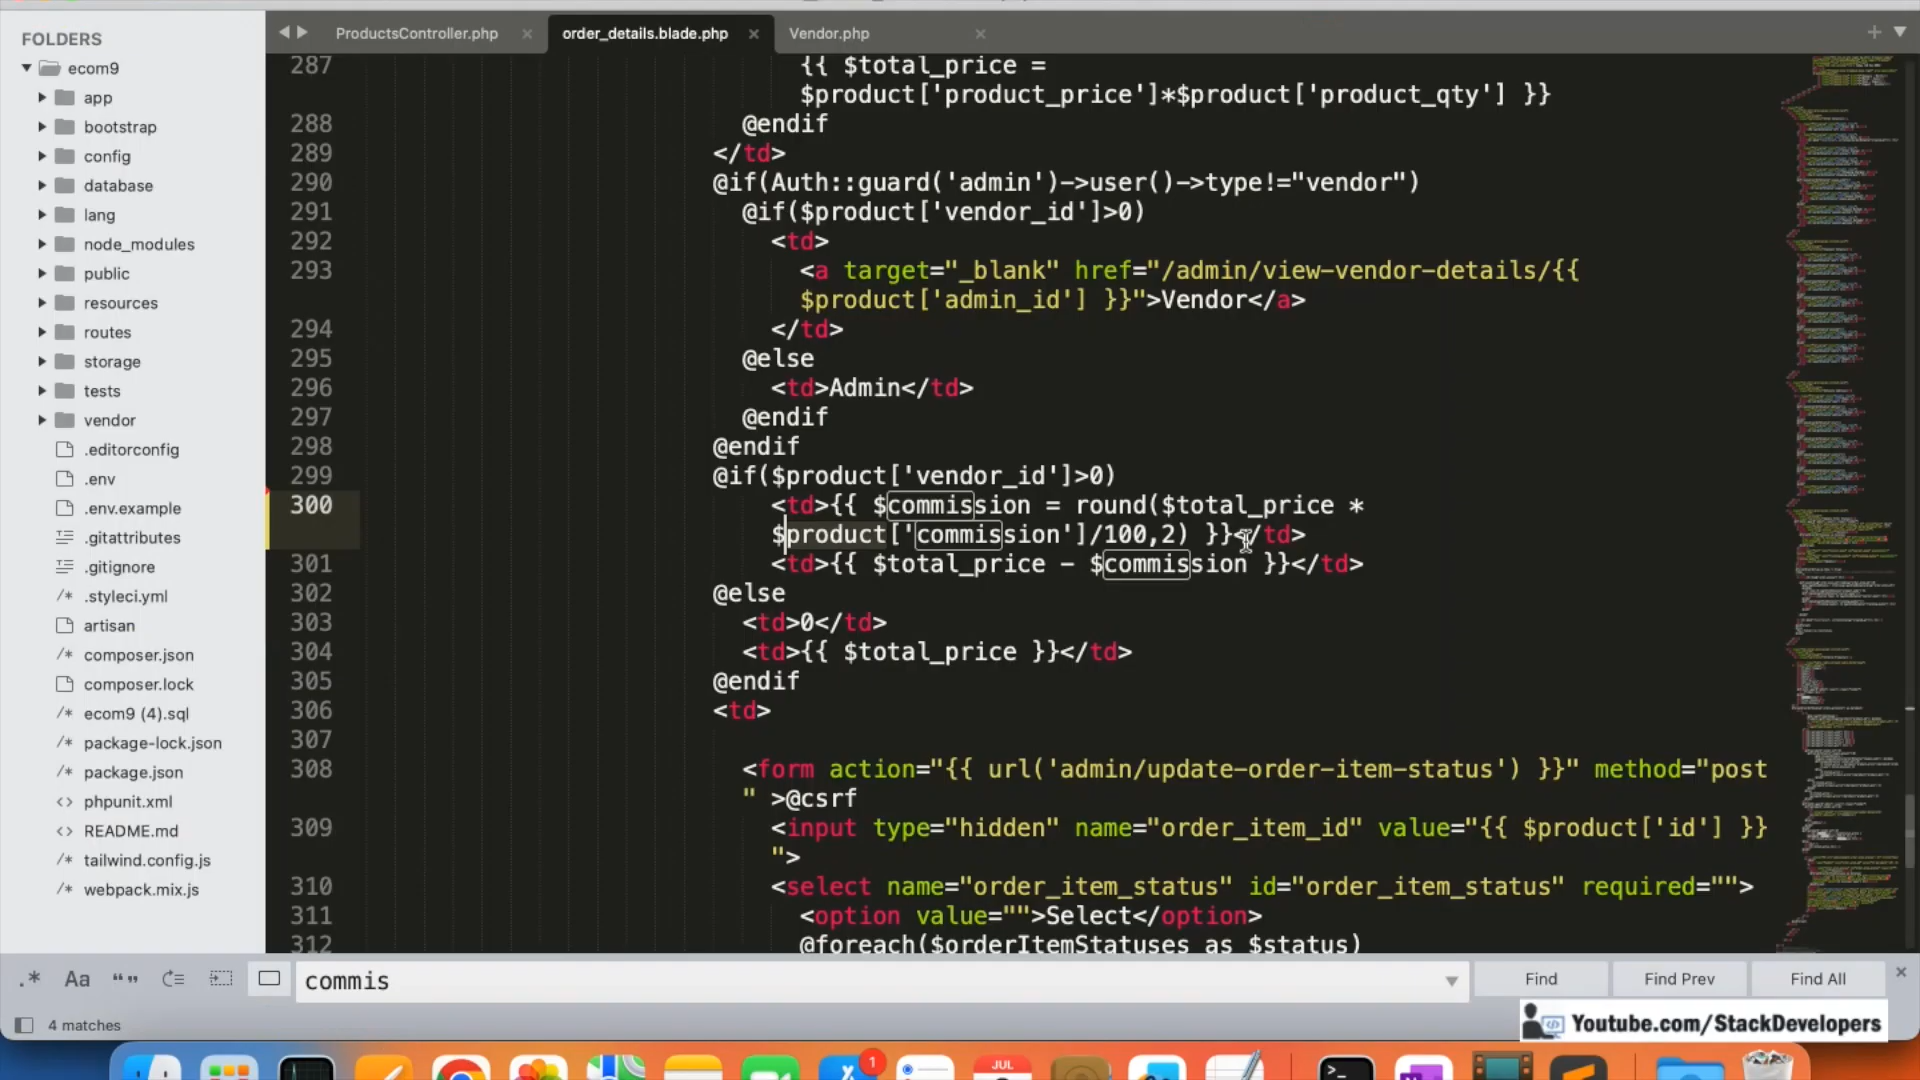 FOLDERS
ecom9
app
bootstrap
config
database
lang
node_modules
public
resources
routes
storage
tests
vendor
.editorconfig
.env
.env.example
.gitattributes
.gitignore
/* .styleci.yml
artisan
/* composer.json
composer.lock
/* ecom9 (4).sql
/* package-lock.json
/* package.json
<> phpunit.xml
<> README.md
/* tailwind.config.js
/* webpack.mix.js
ProductsController.php
order_details.blade.php
Vendor.php
287 {{ $total_price =
$product['product_price']*$product['product_qty'] }}
288 @endif
289 </td>
290 @if(Auth::guard('admin')->user()->type!="vendor")
291 @if($product['vendor_id']>0)
292 <td>
293 <a target="_blank" href="/admin/view-vendor-details/{{
$product['admin_id'] }}">Vendor</a>
294 </td>
295 @else
296 <td>Admin</td>
297 @endif
298 @endif
299 @if($product['vendor_id']>0)
300 <td>{{ $commission = round($total_price *
$product['commission']/100,2) }}</td>
301 <td>{{ $total_price - $commission }}</td>
302 @else
303 <td>0</td>
304 <td>{{ $total_price }}</td>
305 @endif
306 <td>
307
308 <form action="{{ url('admin/update-order-item-status') }}" method="post
" >@csrf
309 <input type="hidden" name="order_item_id" value="{{ $product['id'] }}
">
310 <select name="order_item_status" id="order_item_status" required="">
311 <option value="">Select</option>
312 @foreach($orderItemStatuses as $status)
.* Aa “ ” commis Find Find Prev Find All
4 matches
Youtube.com/StackDevelopers
1
JUL